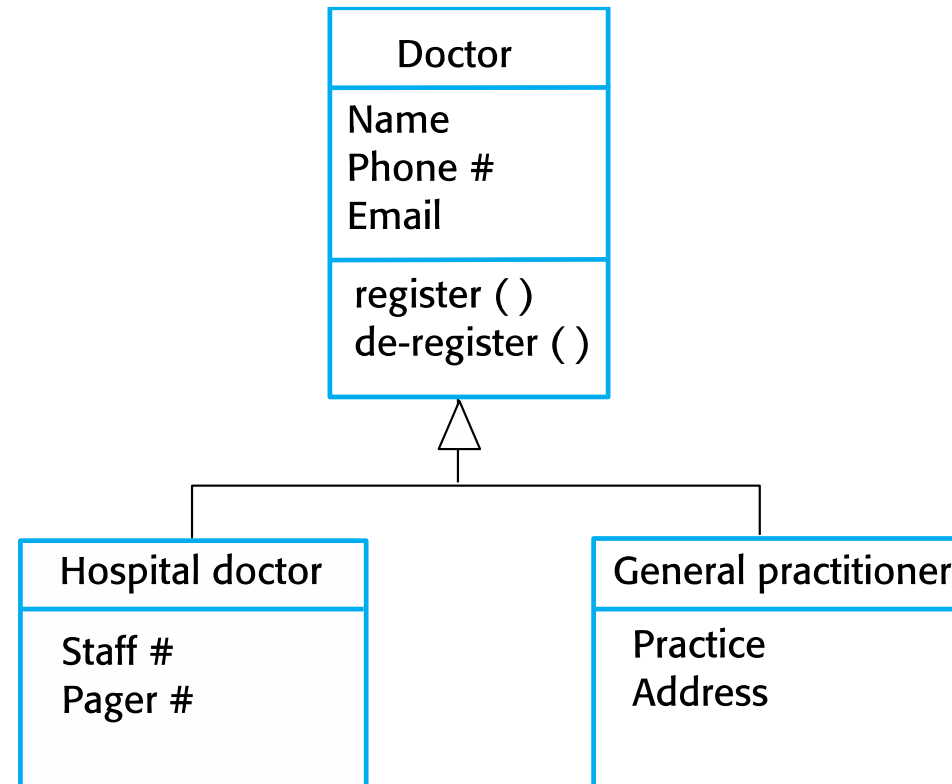 Doctor
Name
Phone #
Email
register ( )
de-register ( )
Hospital doctor
Staff #
Pager #
General practitioner
Practice
Address